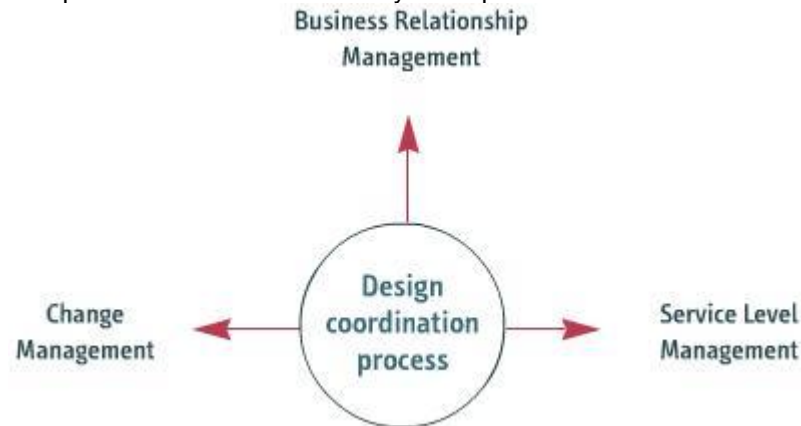 Business Relationship
Management
Design
coordination
process
Change
Management
Service Level
Management